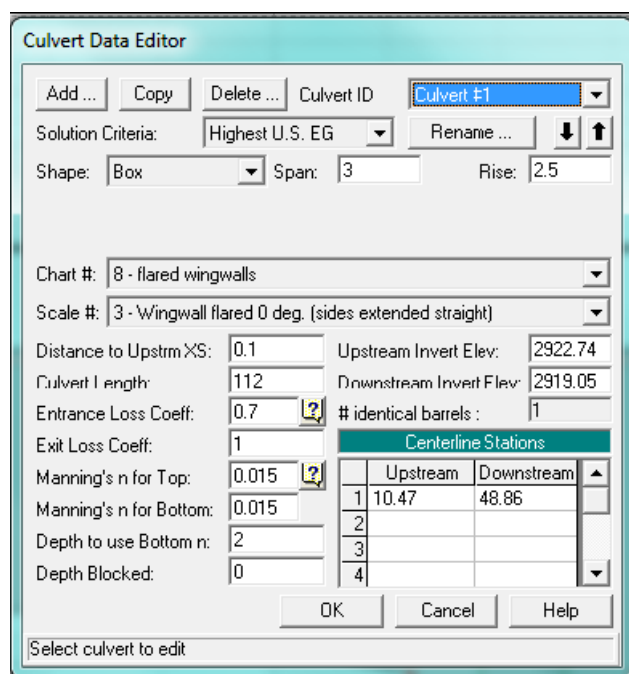 Culvert Data Editor
Add ... Copy Delete ... Culvert ID Culvert #1
Solution Criteria: Highest U.S. EG Rename ...
Shape: Box Span: 3 Rise: 2.5
Chart #: 8 - flared wingwalls
Scale #: 3 - Wingwall flared 0 deg. (sides extended straight)
Distance to Upstrm XS: 0.1 Upstream Invert Elev: 2922.74
Culvert Length: 112 Downstream Invert Elev: 2919.05
Entrance Loss Coeff: 0.7 ? # identical barrels : 1
Exit Loss Coeff: 1 Centerline Stations
Manning's n for Top: 0.015 ? Upstream Downstream
1 10.47 48.86
Manning's n for Bottom: 0.015
2
Depth to use Bottom n: 2
3
Depth Blocked: 0
4
OK Cancel Help
Select culvert to edit